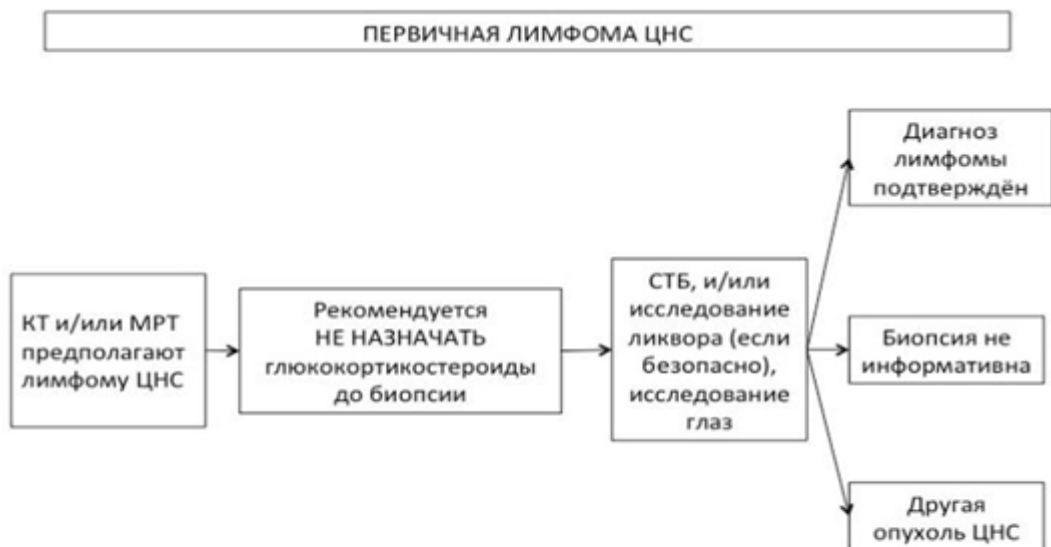 ПЕРВИЧНАЯ ЛИМФОМА ЦНС
КТ и/или МРТ
предполагают
лимфому ЦНС
Рекомендуется
НЕ НАЗНАЧАТЬ
глюкокортикостероиды
до биопсии
СТБ, и/или
исследование
ликвора (если
безопасно),
исследование
глаз
Диагноз
лимфомы
подтверждён
Биопсия не
информативна
Другая
опухоль ЦНС